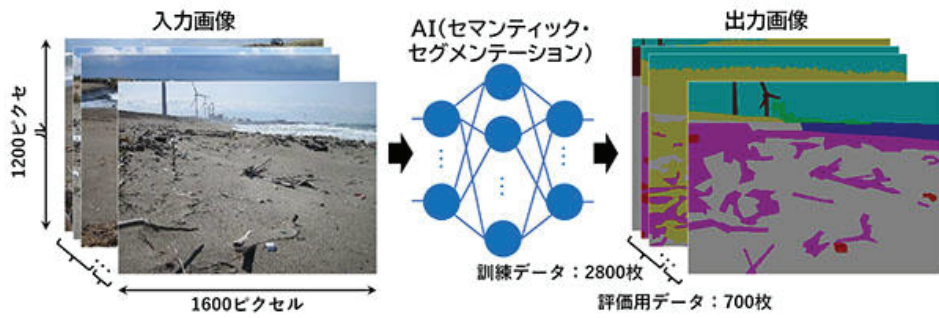 入力画像
AI(セマンティック・
セグメンテーション)
出力画像
1200ピクセル
…
⋮
⋮
⋮
…
訓練データ：2800枚
1600ピクセル
評価用データ：700枚